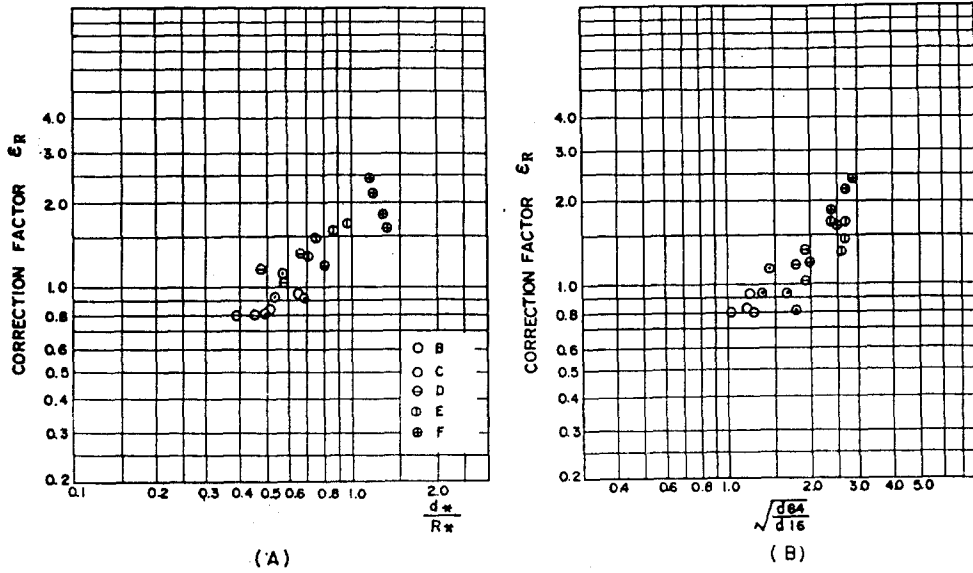 CORRECTION FACTOR εR
4.0
3.0
2.0
1.0
0.8
0.6
0.5
0.4
0.3
0.2
0.1 0.2 0.3 0.4 0.5 0.6 0.8 1.0 2.0
d*
R*
B
C
D
E
F
(A)
CORRECTION FACTOR εR
4.0
3.0
2.0
1.0
0.8
0.6
0.5
0.4
0.3
0.2
0.4 0.6 1.0 2.0 3.0 4.0 5.0
√d84
d16
(B)